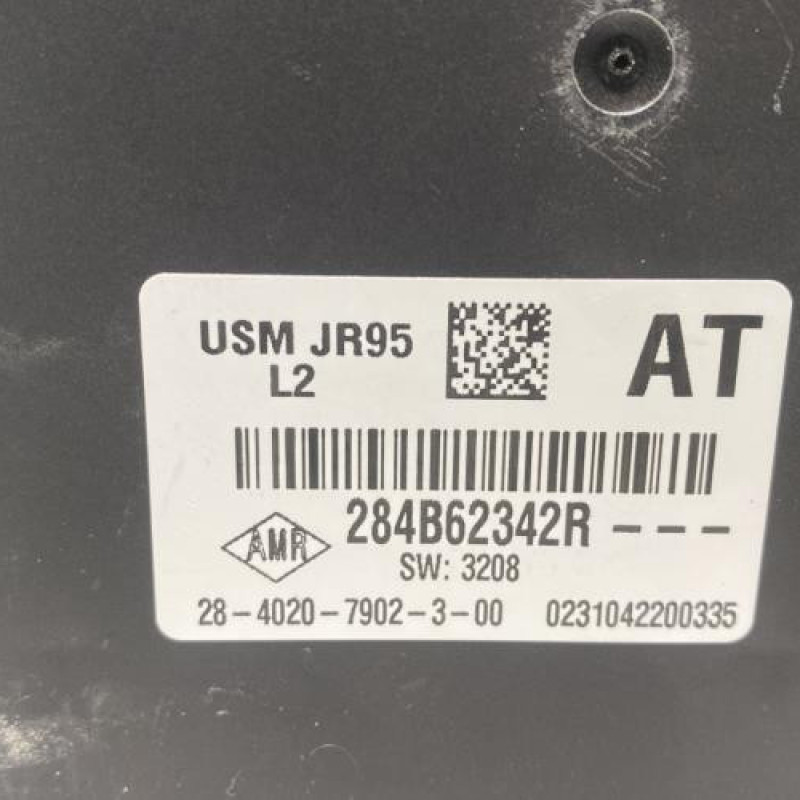 USM JR95
L2
AT
284B62342R ---
AMR
SW: 3208
28-4020-7902-3-00 0231042200335